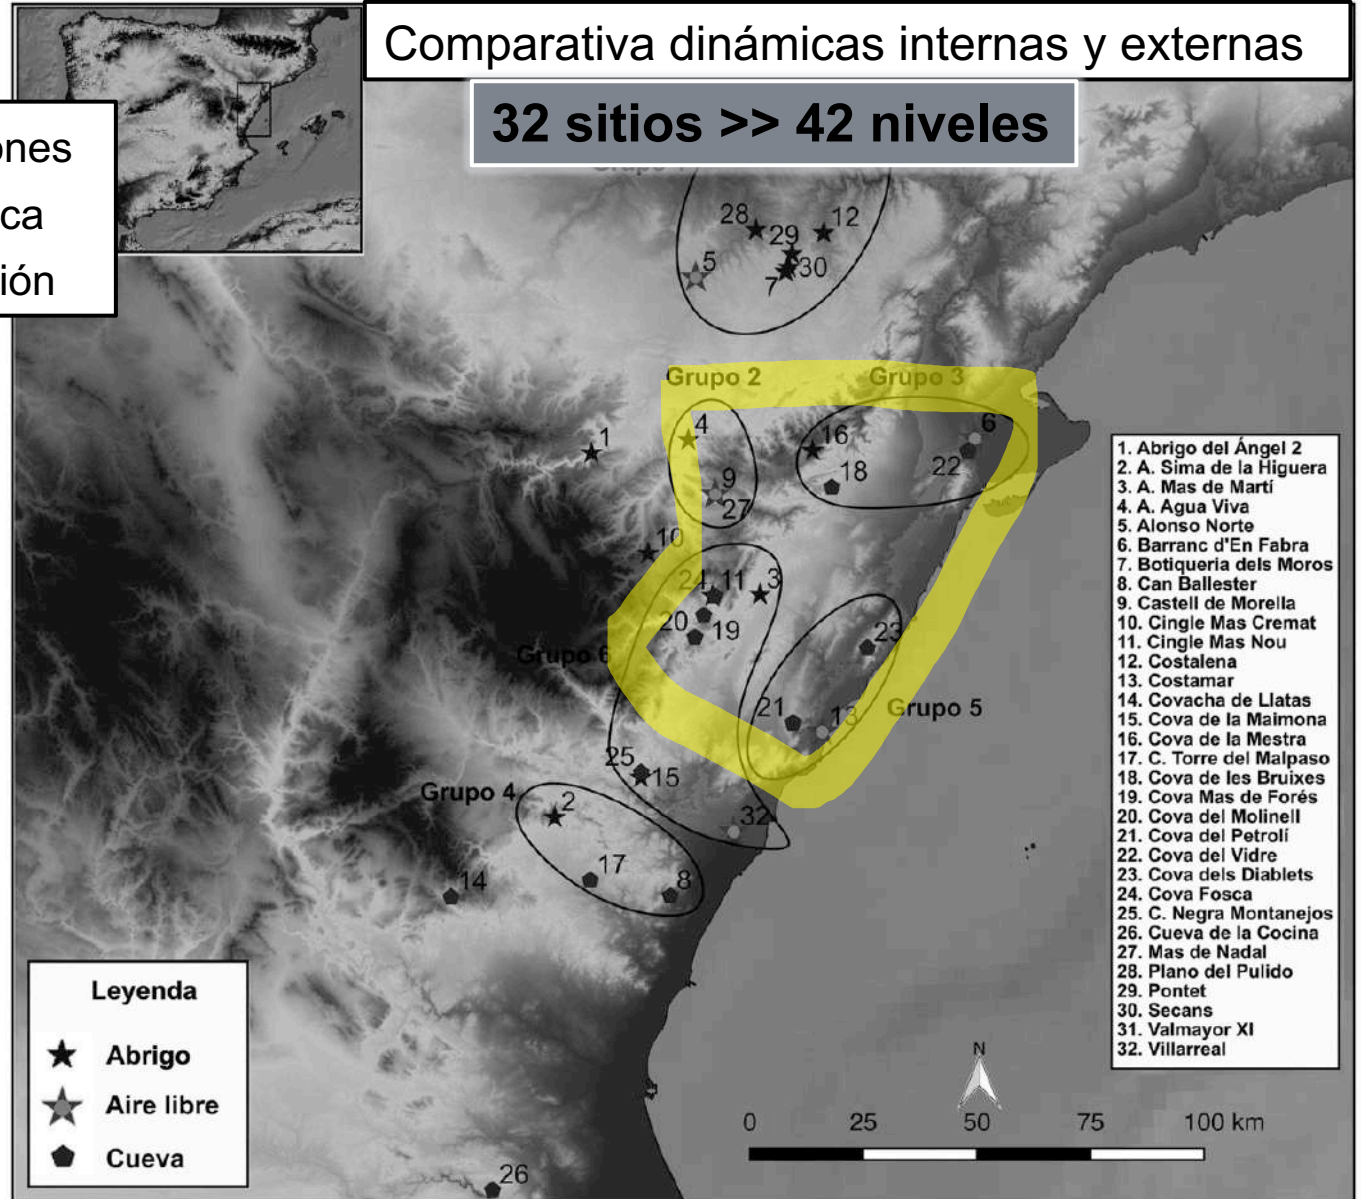 Comparativa dinámicas internas y externas
32 sitios >> 42 niveles
ones
ca
ión
28
12
29
5
30
7
Grupo 2
Grupo 3
4
1
16
6
9
18
22
27
10
24
11
3
20
19
23
Grupo 6
21
13
Grupo 5
25
15
Grupo 4
2
32
17
8
14
26
1. Abrigo del Ángel 2
2. A. Sima de la Higuera
3. A. Mas de Martí
4. A. Agua Viva
5. Alonso Norte
6. Barranc d'En Fabra
7. Botiqueria dels Moros
8. Can Ballester
9. Castell de Morella
10. Cingle Mas Cremat
11. Cingle Mas Nou
12. Costalena
13. Costamar
14. Covacha de Llatas
15. Cova de la Maimona
16. Cova de la Mestra
17. C. Torre del Malpaso
18. Cova de les Bruixes
19. Cova Mas de Forés
20. Cova del Molinell
21. Cova del Petrolí
22. Cova del Vidre
23. Cova dels Diablets
24. Cova Fosca
25. C. Negra Montanejos
26. Cueva de la Cocina
27. Mas de Nadal
28. Plano del Pulido
29. Pontet
30. Secans
31. Valmayor XI
32. Villarreal
Leyenda
Abrigo
Aire libre
Cueva
N
0 25 50 75 100 km